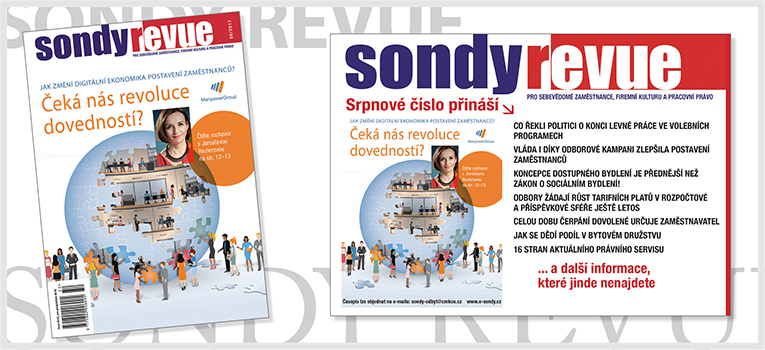 SONDY REVUE
sondyrevue
08/2017
PRO SEBEVĚDOMÉ ZAMĚSTNANCE, FIREMNÍ KULTURU A PRACOVNÍ PRÁVO
JAK ZMĚNÍ DIGITÁLNÍ EKONOMIKA POSTAVENÍ ZAMĚSTNANCŮ?
Čeká nás revoluce
dovedností?
ManpowerGroup
Čtěte rozhovor
s Jaroslavou
Rezlerovou
na str. 12–13
sondyrevue
PRO SEBEVĚDOMÉ ZAMĚSTNANCE, FIREMNÍ KULTURU A PRACOVNÍ PRÁVO
Srpnové číslo přináší
JAK ZMĚNÍ DIGITÁLNÍ EKONOMIKA POSTAVENÍ ZAMĚSTNANCŮ?
Čeká nás revoluce
dovedností?
ManpowerGroup
Čtěte rozhovor
s Jaroslavou
Rezlerovou
na str. 12–13
Časopis lze objednat na e-mailu: sondy-odbyt@cmkos.cz www.e-sondy.cz
CO ŘEKLI POLITICI O KONCI LEVNÉ PRÁCE VE VOLEBNÍCH
PROGRAMECH
VLÁDA I DÍKY ODBOROVÉ KAMPANI ZLEPŠILA POSTAVENÍ
ZAMĚSTNANCŮ
KONCEPCE DOSTUPNÉHO BYDLENÍ JE PŘEDNĚJŠÍ NEŽ
ZÁKON O SOCIÁLNÍM BYDLENÍ!
ODBORY ŽÁDAJÍ RŮST TARIFNÍCH PLATŮ V ROZPOČTOVÉ
A PŘÍSPĚVKOVÉ SFÉŘE JEŠTĚ LETOS
CELOU DOBU ČERPÁNÍ DOVOLENÉ URČUJE ZAMĚSTNAVATEL
JAK SE DĚDÍ PODÍL V BYTOVÉM DRUŽSTVU
16 STRAN AKTUÁLNÍHO PRÁVNÍHO SERVISU
... a další informace,
které jinde nenajdete
SONDY REVU